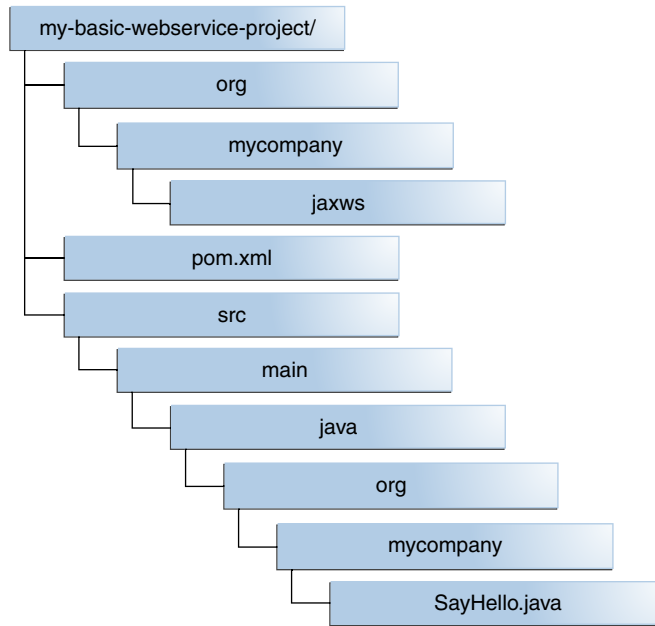 my-basic-webservice-project/
org
mycompany
jaxws
pom.xml
src
main
java
org
mycompany
SayHello.java